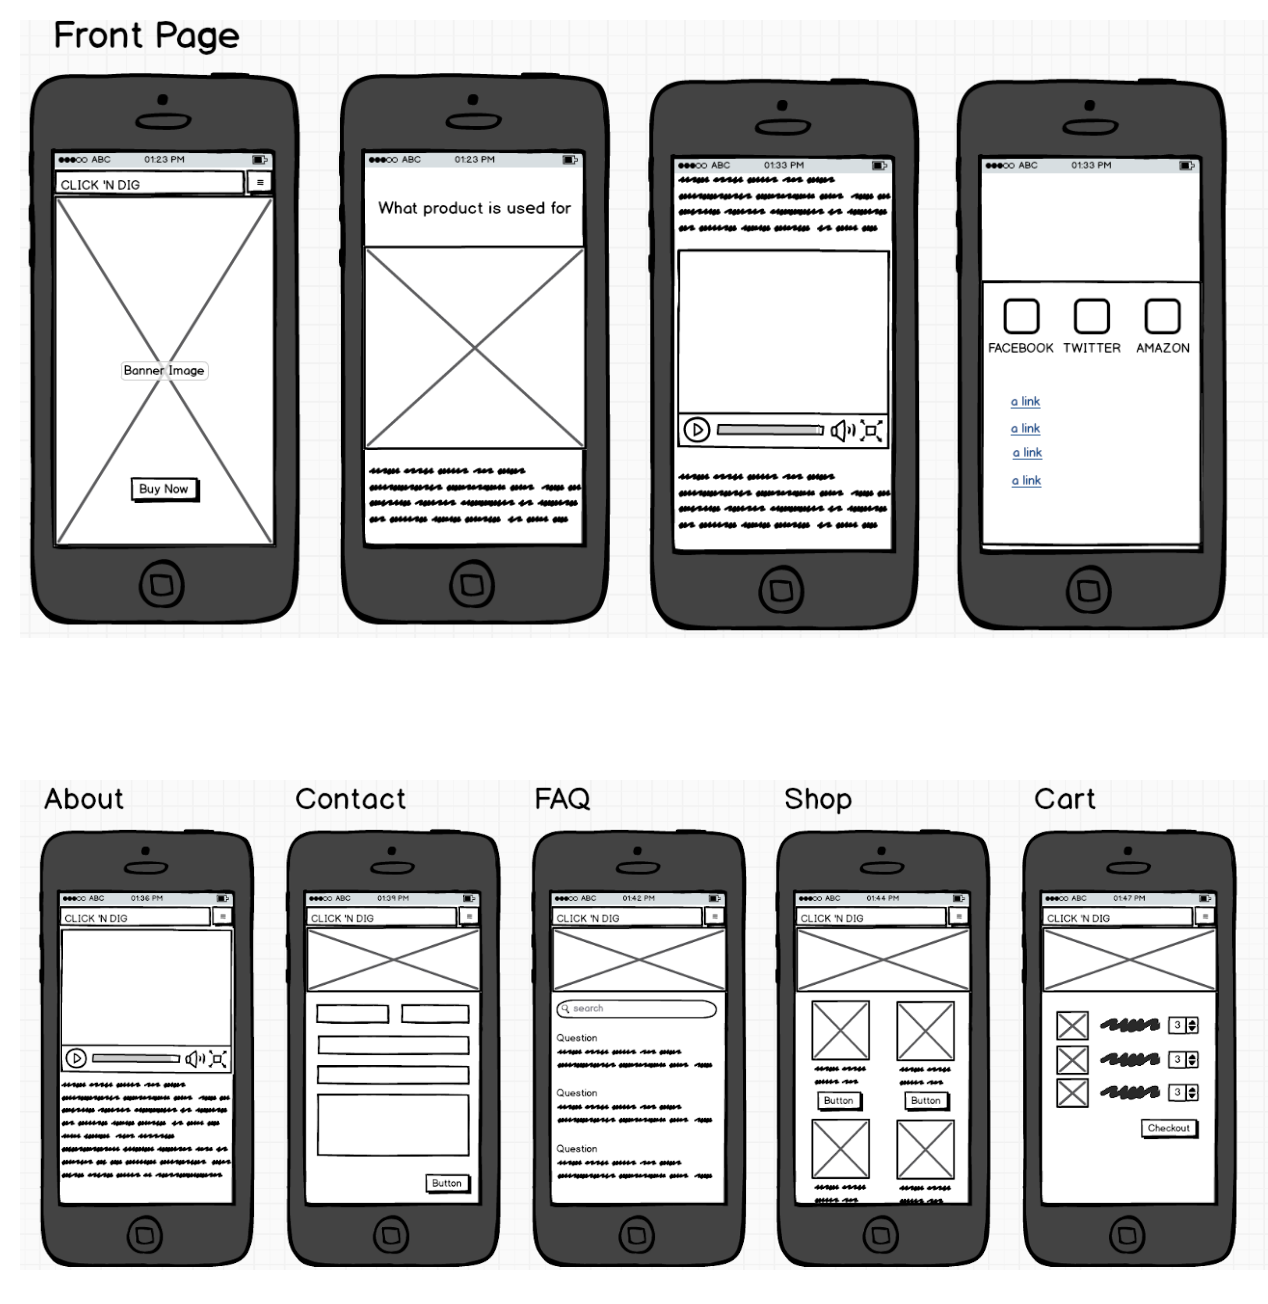 Front Page
ABC 01:23 PM
CLICK 'N DIG
Banner Image
Buy Now
ABC 01:23 PM
What product is used for
ABC 01:33 PM
ABC 01:33 PM
FACEBOOK TWITTER AMAZON
a link
a link
a link
a link
About
ABC 01:36 PM
CLICK 'N DIG
Contact
ABC 01:39 PM
CLICK 'N DIG
Button
FAQ
ABC 01:42 PM
CLICK 'N DIG
search
Question
Question
Question
Shop
ABC 01:44 PM
CLICK 'N DIG
Button Button
Cart
ABC 01:47 PM
CLICK 'N DIG
3
3
3
Checkout